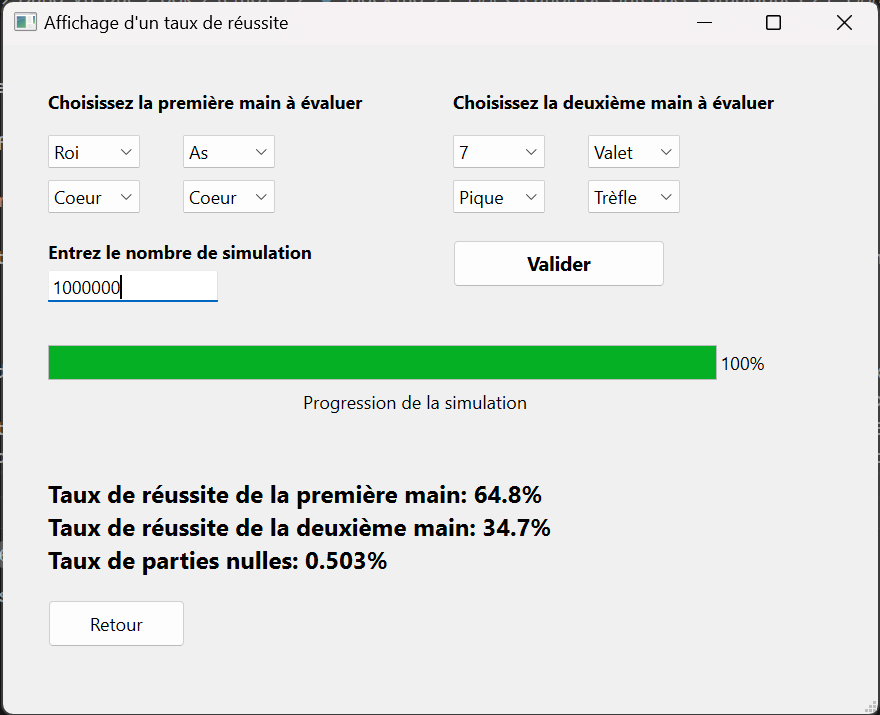 Affichage d'un taux de réussite
Choisissez la première main à évaluer
Choisissez la deuxième main à évaluer
Roi As 7 Valet
Coeur Coeur Pique Trèfle
Entrez le nombre de simulation
Valider
1000000
100%
Progression de la simulation
Taux de réussite de la première main: 64.8%
Taux de réussite de la deuxième main: 34.7%
Taux de parties nulles: 0.503%
Retour